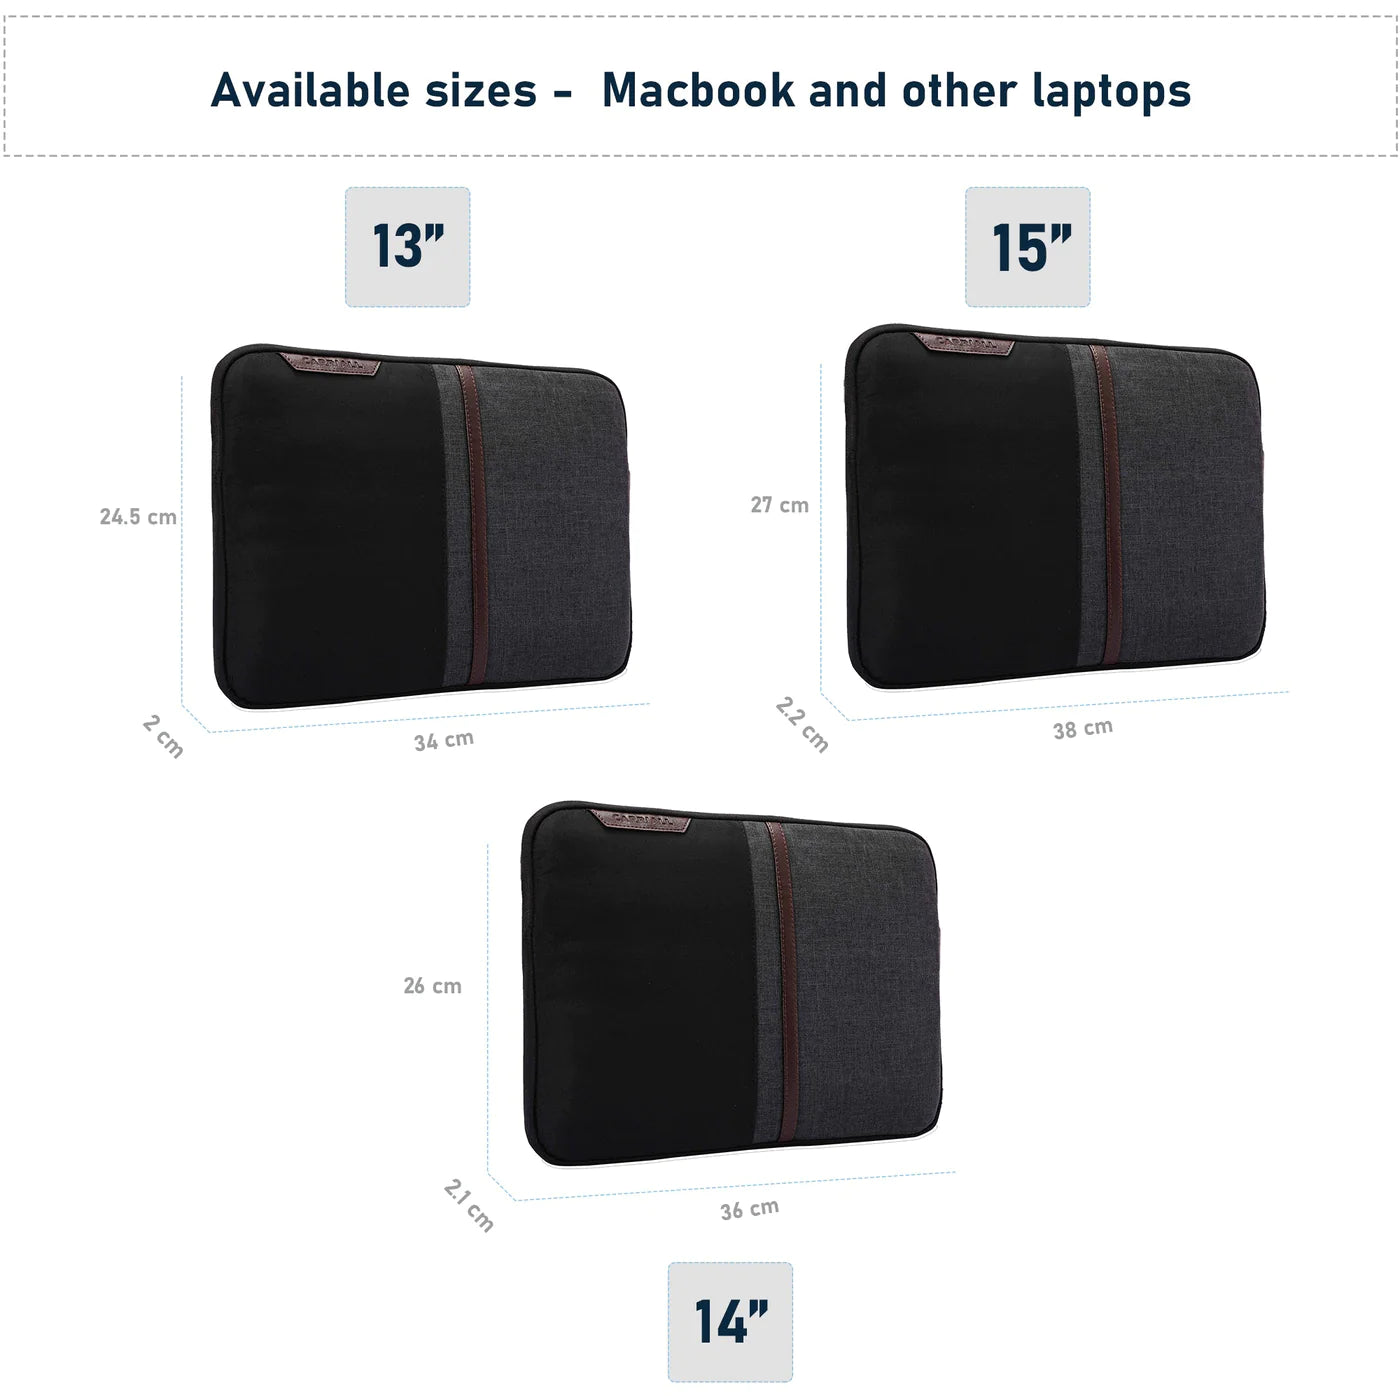 Available sizes - Macbook and other laptops
13”
15”
24.5 cm
2 cm
34 cm
27 cm
2.2 cm
38 cm
26 cm
2.1 cm
36 cm
14”